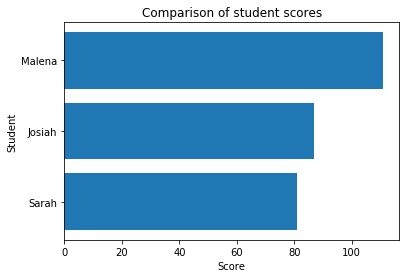 Comparison of student scores
Malena
Josiah
Sarah
Student
0 20 40 60 80 100
Score